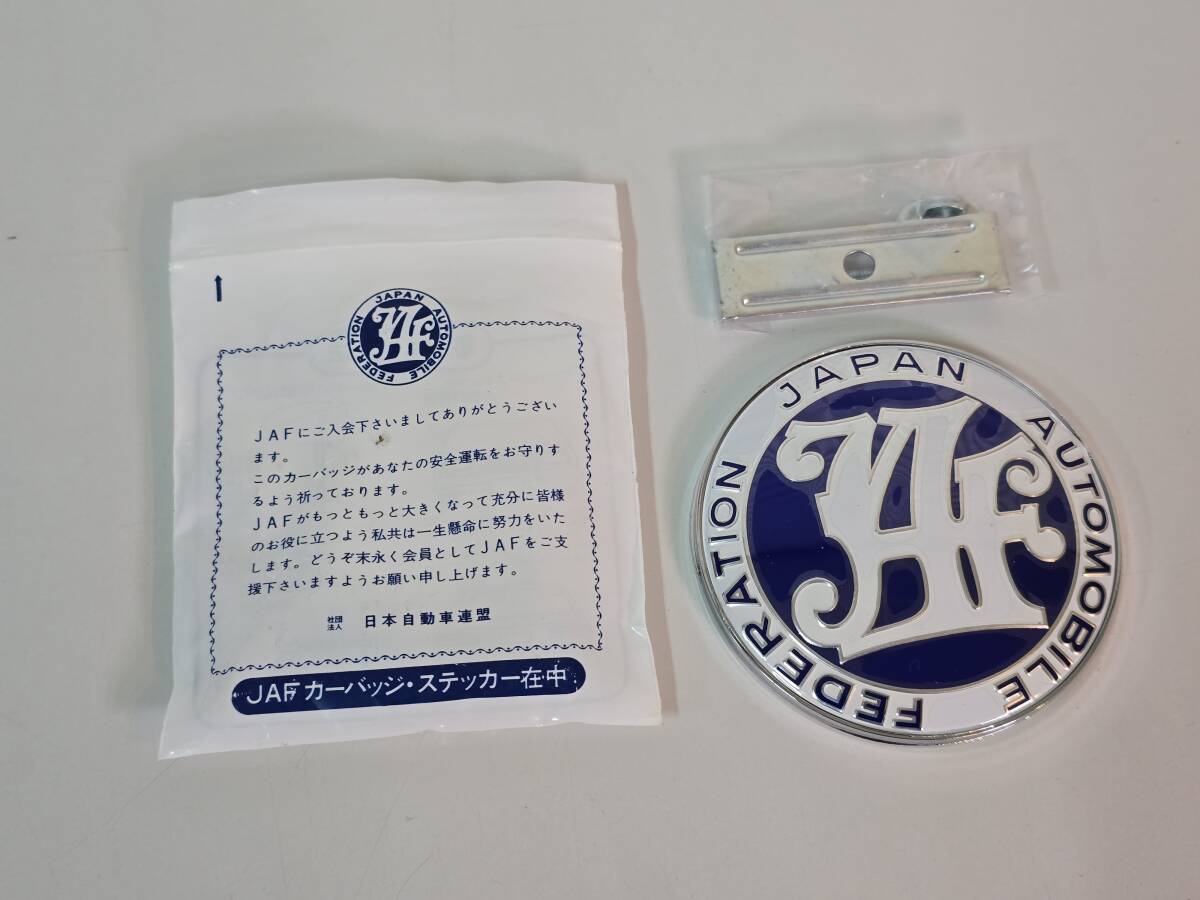 ↑
JAPAN AUTOMOBILE FEDERATION
JAF
JAFにご入会下さいましてありがとうござい
ます。
このカーバッジがあなたの安全運転をお守りす
るよう祈っております。
JAFがもっともっと大きくなって充分に皆様
のお役に立つよう私共は一生懸命に努力をいた
します。どうぞ末永く会員としてJAFをご支
援下さいますようお願い申し上げます。
社団法人 日本自動車連盟
JAFカーバッジ・ステッカー在中
JAPAN AUTOMOBILE FEDERATION
JAF